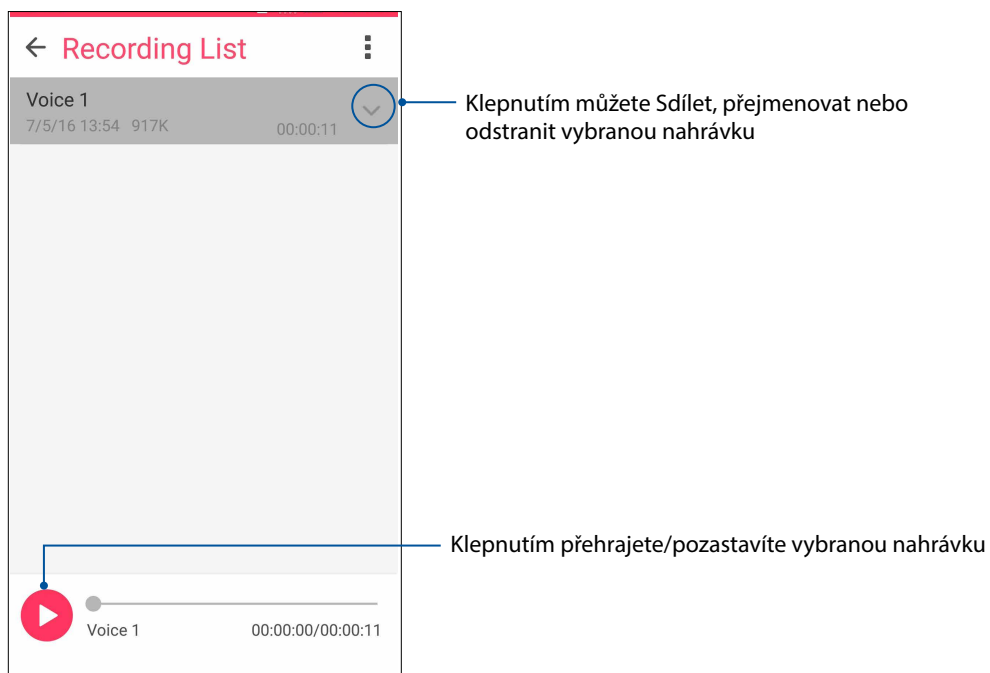 Recording List
Voice 1
7/5/16 13:54 917K 00:00:11
Klepnutím můžete Sdílet, přejmenovat nebo
odstranit vybranou nahrávku
Klepnutím přehrajete/pozastavíte vybranou nahrávku
Voice 1 00:00:00/00:00:11